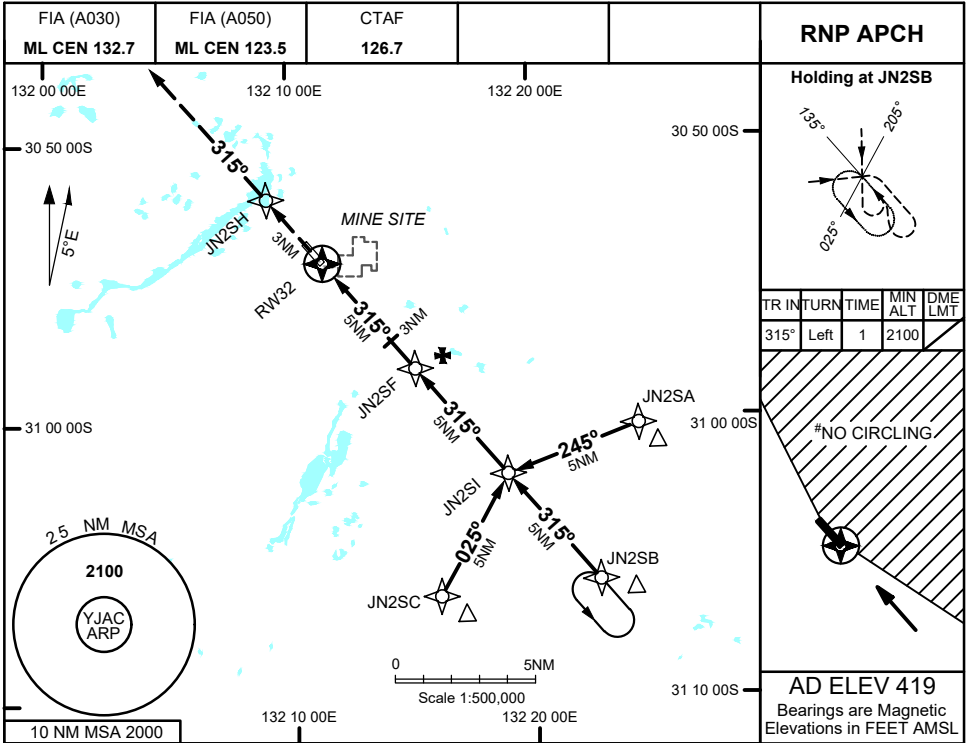 FIA (A030)
ML CEN 132.7
FIA (A050)
ML CEN 123.5
CTAF
126.7
RNP APCH
132 00 00E
132 10 00E
132 20 00E
30 50 00S
30 50 00S
315°
5°E
JN2SH
3NM
MINE SITE
RW32
315°
5NM
3NM
JN2SF
315°
5NM
JN2SA
31 00 00S
31 00 00S
245°
5NM
JN2SI
315°
5NM
025°
5NM
JN2SB
JN2SC
25 NM MSA
2100
YJAC
ARP
0
5NM
Scale 1:500,000
31 10 00S
10 NM MSA 2000
132 10 00E
132 20 00E
Holding at JN2SB
135°
205°
025°
TR IN
TURN
TIME
MIN
ALT
DME
LMT
315°
Left
1
2100
#NO CIRCLING
AD ELEV 419
Bearings are Magnetic
Elevations in FEET AMSL